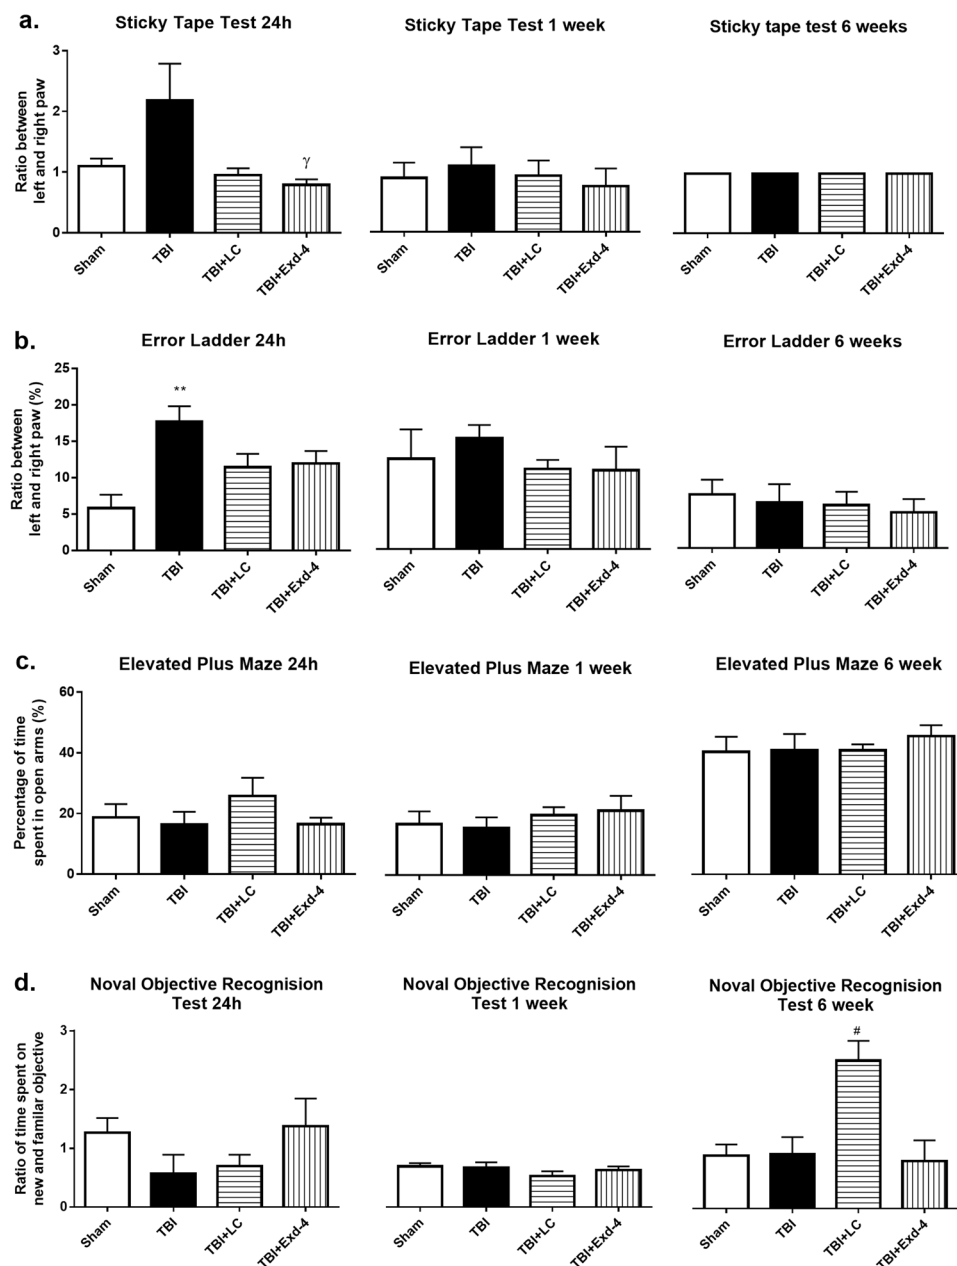 a.
Sticky Tape Test 24h
Sticky Tape Test 1 week
Sticky tape test 6 weeks
Ratio between
left and right paw
3
2
1
0
γ
Sham
TBI
TBI+LC
TBI+Exd-4
Sham
TBI
TBI+LC
TBI+Exd-4
Sham
TBI
TBI+LC
TBI+Exd-4
b.
Error Ladder 24h
Error Ladder 1 week
Error Ladder 6 weeks
Ratio between
left and right paw (%)
25
20
15
10
5
0
**
Sham
TBI
TBI+LC
TBI+Exd-4
Sham
TBI
TBI+LC
TBI+Exd-4
Sham
TBI
TBI+LC
TBI+Exd-4
c.
Elevated Plus Maze 24h
Elevated Plus Maze 1 week
Elevated Plus Maze 6 week
Percentage of time
spent in open arms (%)
60
40
20
0
Sham
TBI
TBI+LC
TBI+Exd-4
Sham
TBI
TBI+LC
TBI+Exd-4
Sham
TBI
TBI+LC
TBI+Exd-4
d.
Noval Objective Recognision
Test 24h
Noval Objective Recognision
Test 1 week
Noval Objective Recognision
Test 6 week
Ratio of time spent on
new and familar objective
3
2
1
0
#
Sham
TBI
TBI+LC
TBI+Exd-4
Sham
TBI
TBI+LC
TBI+Exd-4
Sham
TBI
TBI+LC
TBI+Exd-4